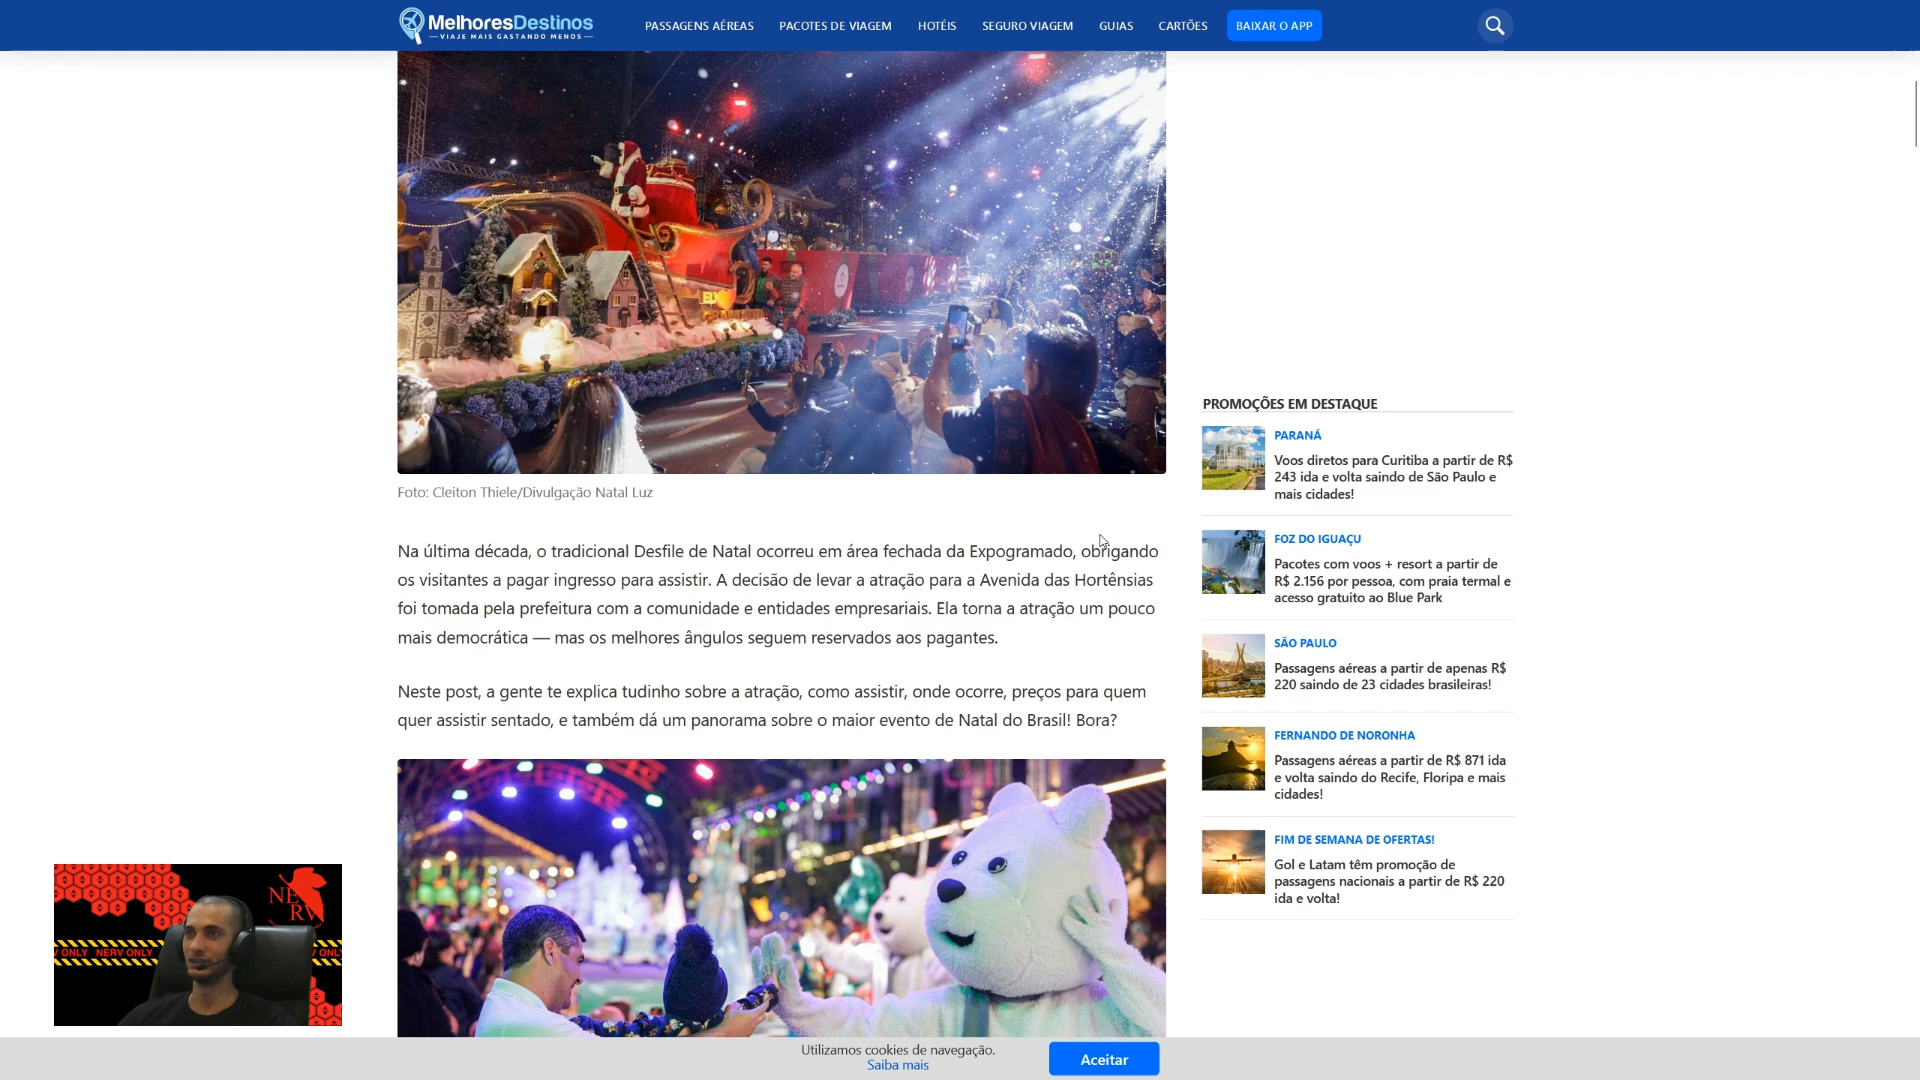 MelhoresDestinos
VIAJE MAIS GASTANDO MENOS
PASSAGENS AÉREAS
PACOTES DE VIAGEM
HOTÉIS
SEGURO VIAGEM
GUIAS
CARTÕES
BAIXAR O APP
Foto: Cleiton Thiele/Divulgação Natal Luz
Na última década, o tradicional Desfile de Natal ocorreu em área fechada da Expogramado, obrigando
os visitantes a pagar ingresso para assistir. A decisão de levar a atração para a Avenida das Hortênsias
foi tomada pela prefeitura com a comunidade e entidades empresariais. Ela torna a atração um pouco
mais democrática — mas os melhores ângulos seguem reservados aos pagantes.
Neste post, a gente te explica tudinho sobre a atração, como assistir, onde ocorre, preços para quem
quer assistir sentado, e também dá um panorama sobre o maior evento de Natal do Brasil! Bora?
PROMOÇÕES EM DESTAQUE
PARANÁ
Voos diretos para Curitiba a partir de R$
243 ida e volta saindo de São Paulo e
mais cidades!
FOZ DO IGUAÇU
Pacotes com voos + resort a partir de
R$ 2.156 por pessoa, com praia termal e
acesso gratuito ao Blue Park
SÃO PAULO
Passagens aéreas a partir de apenas R$
220 saindo de 23 cidades brasileiras!
FERNANDO DE NORONHA
Passagens aéreas a partir de R$ 871 ida
e volta saindo do Recife, Floripa e mais
cidades!
FIM DE SEMANA DE OFERTAS!
Gol e Latam têm promoção de
passagens nacionais a partir de R$ 220
ida e volta!
NERV
ONLY NERV ONLY
ONLY
Utilizamos cookies de navegação.
Saiba mais
Aceitar